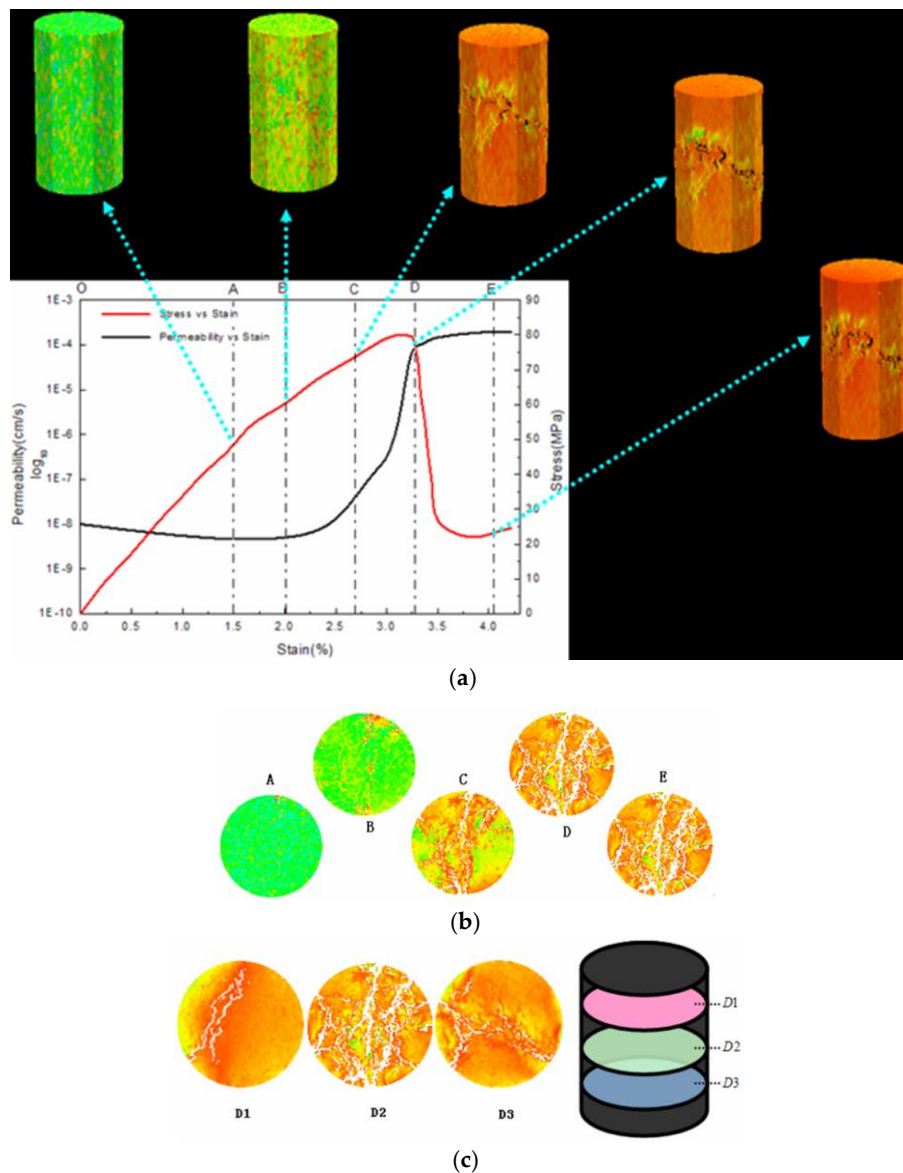 O A B C D E
1E-3
1E-4
1E-5
1E-6
1E-7
1E-8
1E-9
1E-10
Permeability(cm/s)
log₁₀
Stress vs Stain
Permeability vs Stain
90
80
70
60
50
40
30
20
10
0
Stress(MPa)
0.0 0.5 1.0 1.5 2.0 2.5 3.0 3.5 4.0
Stain(%)
(a)
A
B
C
D
E
(b)
D1
D2
D3
D1 D2 D3
(c)